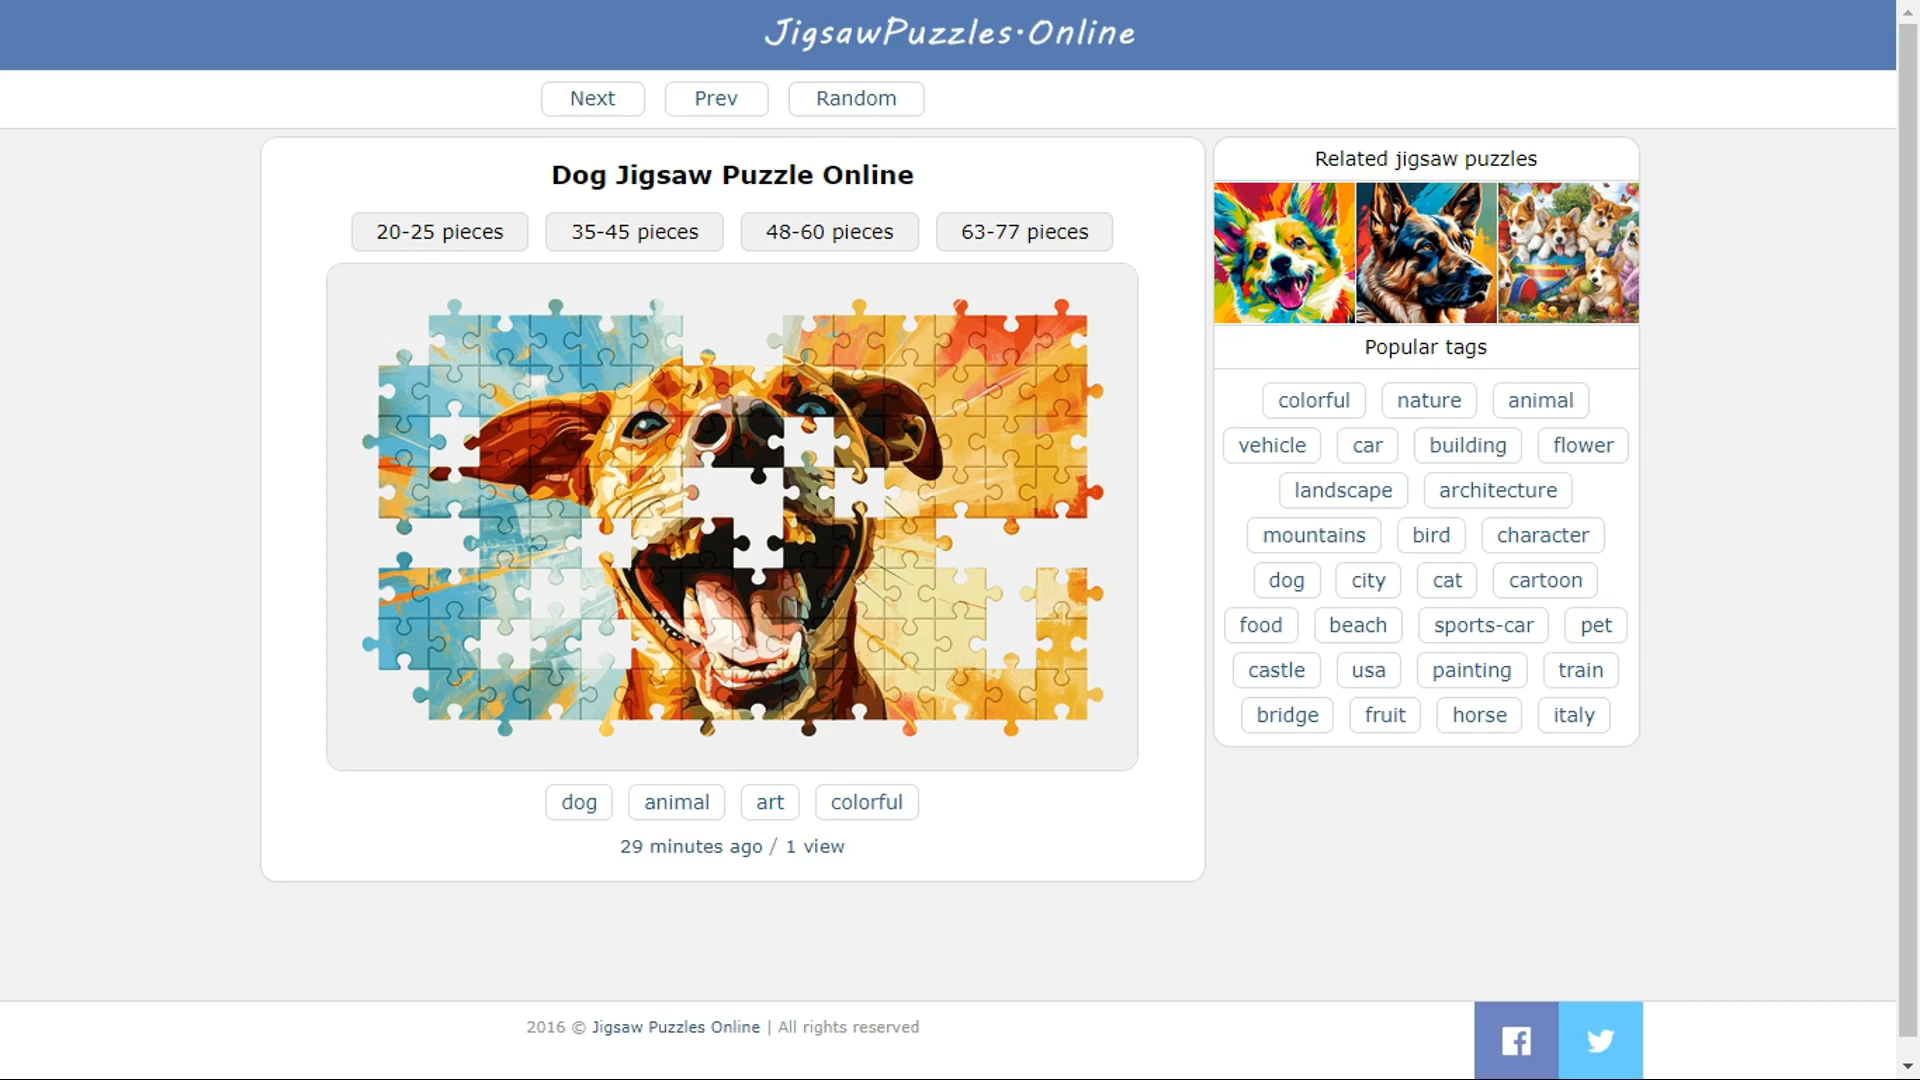 JigsawPuzzles·Online
Next Prev Random
Dog Jigsaw Puzzle Online
20-25 pieces 35-45 pieces 48-60 pieces 63-77 pieces
dog animal art colorful
29 minutes ago / 1 view
Related jigsaw puzzles
Popular tags
colorful nature animal
vehicle car building flower
landscape architecture
mountains bird character
dog city cat cartoon
food beach sports-car pet
castle usa painting train
bridge fruit horse italy
2016 © Jigsaw Puzzles Online | All rights reserved